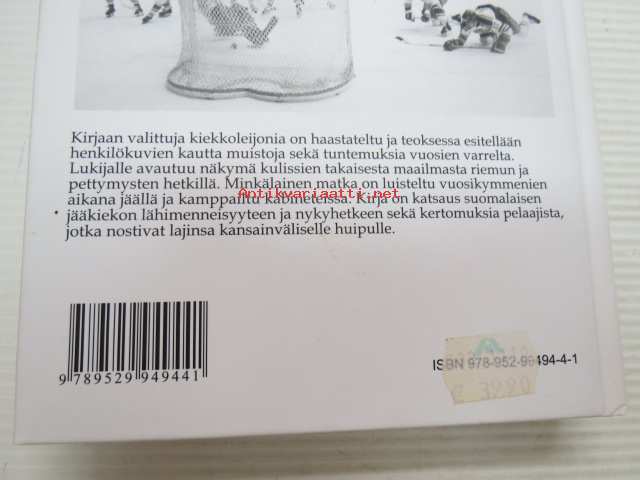 Kirjaan valittuja kiekkoleijonia on haastateltu ja teoksessa esitellään
henkilökuvien kautta muistoja sekä tuntemuksia vuosien varrelta.
Lukijalle avautuu näkymä kulissien takaisesta maailmasta riemun ja
pettymysten hetkillä. Minkälainen matka on luisteltu vuosikymmenien
Antikvariaatti.net
aikana jäällä ja kamppailtu kabineteissa. Kirja on katsaus suomalaisen
jääkiekon lähimenneisyyteen ja nykyhetkeen sekä kertomuksia pelaajista,
jotka nostivat lajinsa kansainväliselle huipulle.
ISBN 978-952-99494-4-1
€ 39.90
9 789529 949441